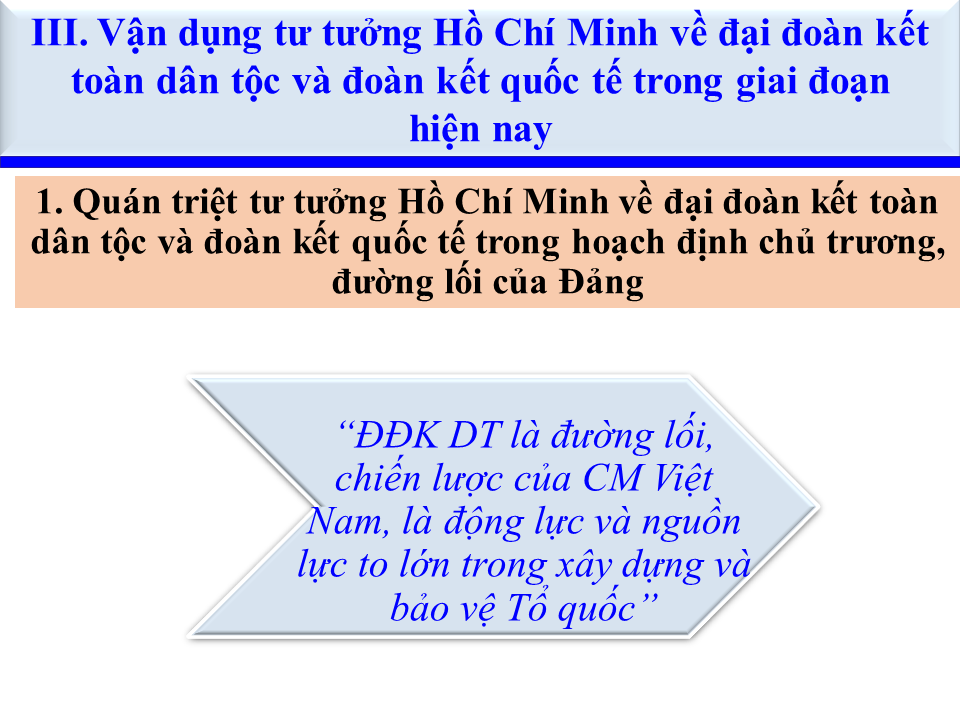 III. Vận dụng tư tưởng Hồ Chí Minh về đại đoàn kết
toàn dân tộc và đoàn kết quốc tế trong giai đoạn
hiện nay
1. Quán triệt tư tưởng Hồ Chí Minh về đại đoàn kết toàn
dân tộc và đoàn kết quốc tế trong hoạch định chủ trương,
đường lối của Đảng
“ĐĐK DT là đường lối,
chiến lược của CM Việt
Nam, là động lực và nguồn
lực to lớn trong xây dựng và
bảo vệ Tổ quốc”